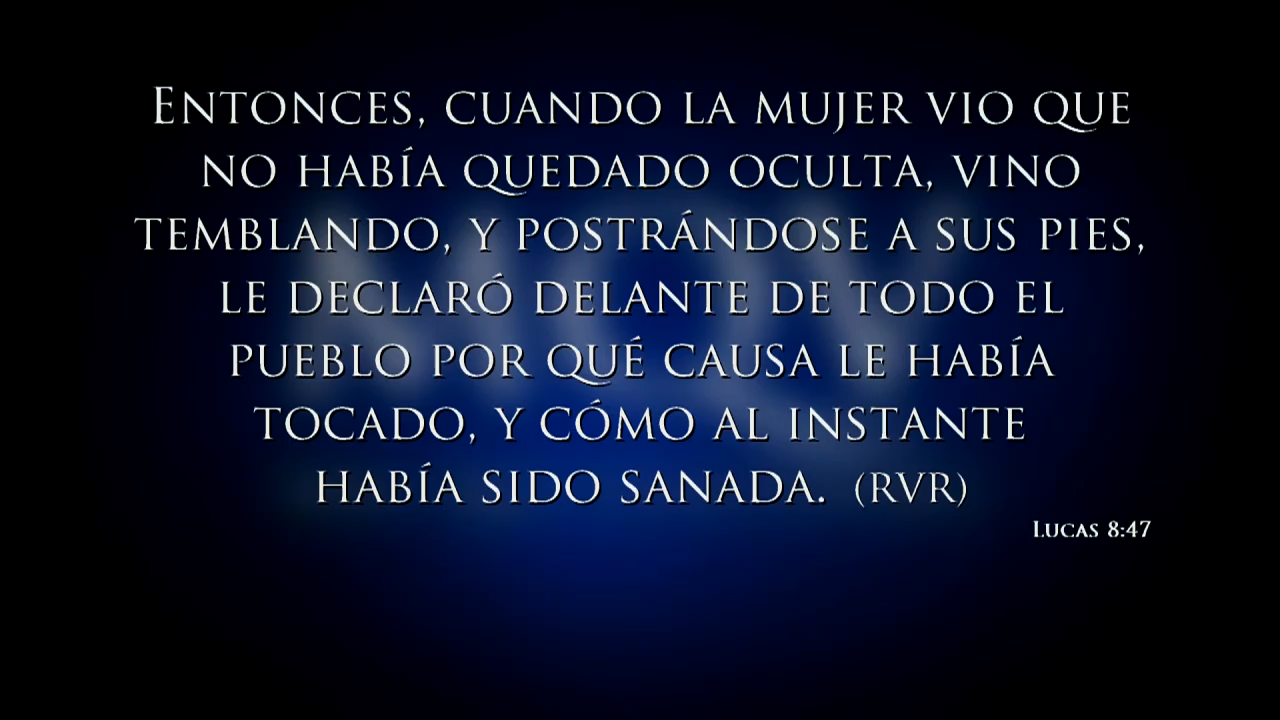 Entonces, cuando la mujer vio que
no había quedado oculta, vino
temblando, y postrándose a sus pies,
le declaró delante de todo el
pueblo por qué causa le había
tocado, y cómo al instante
había sido sanada. (RVR)
Lucas 8:47